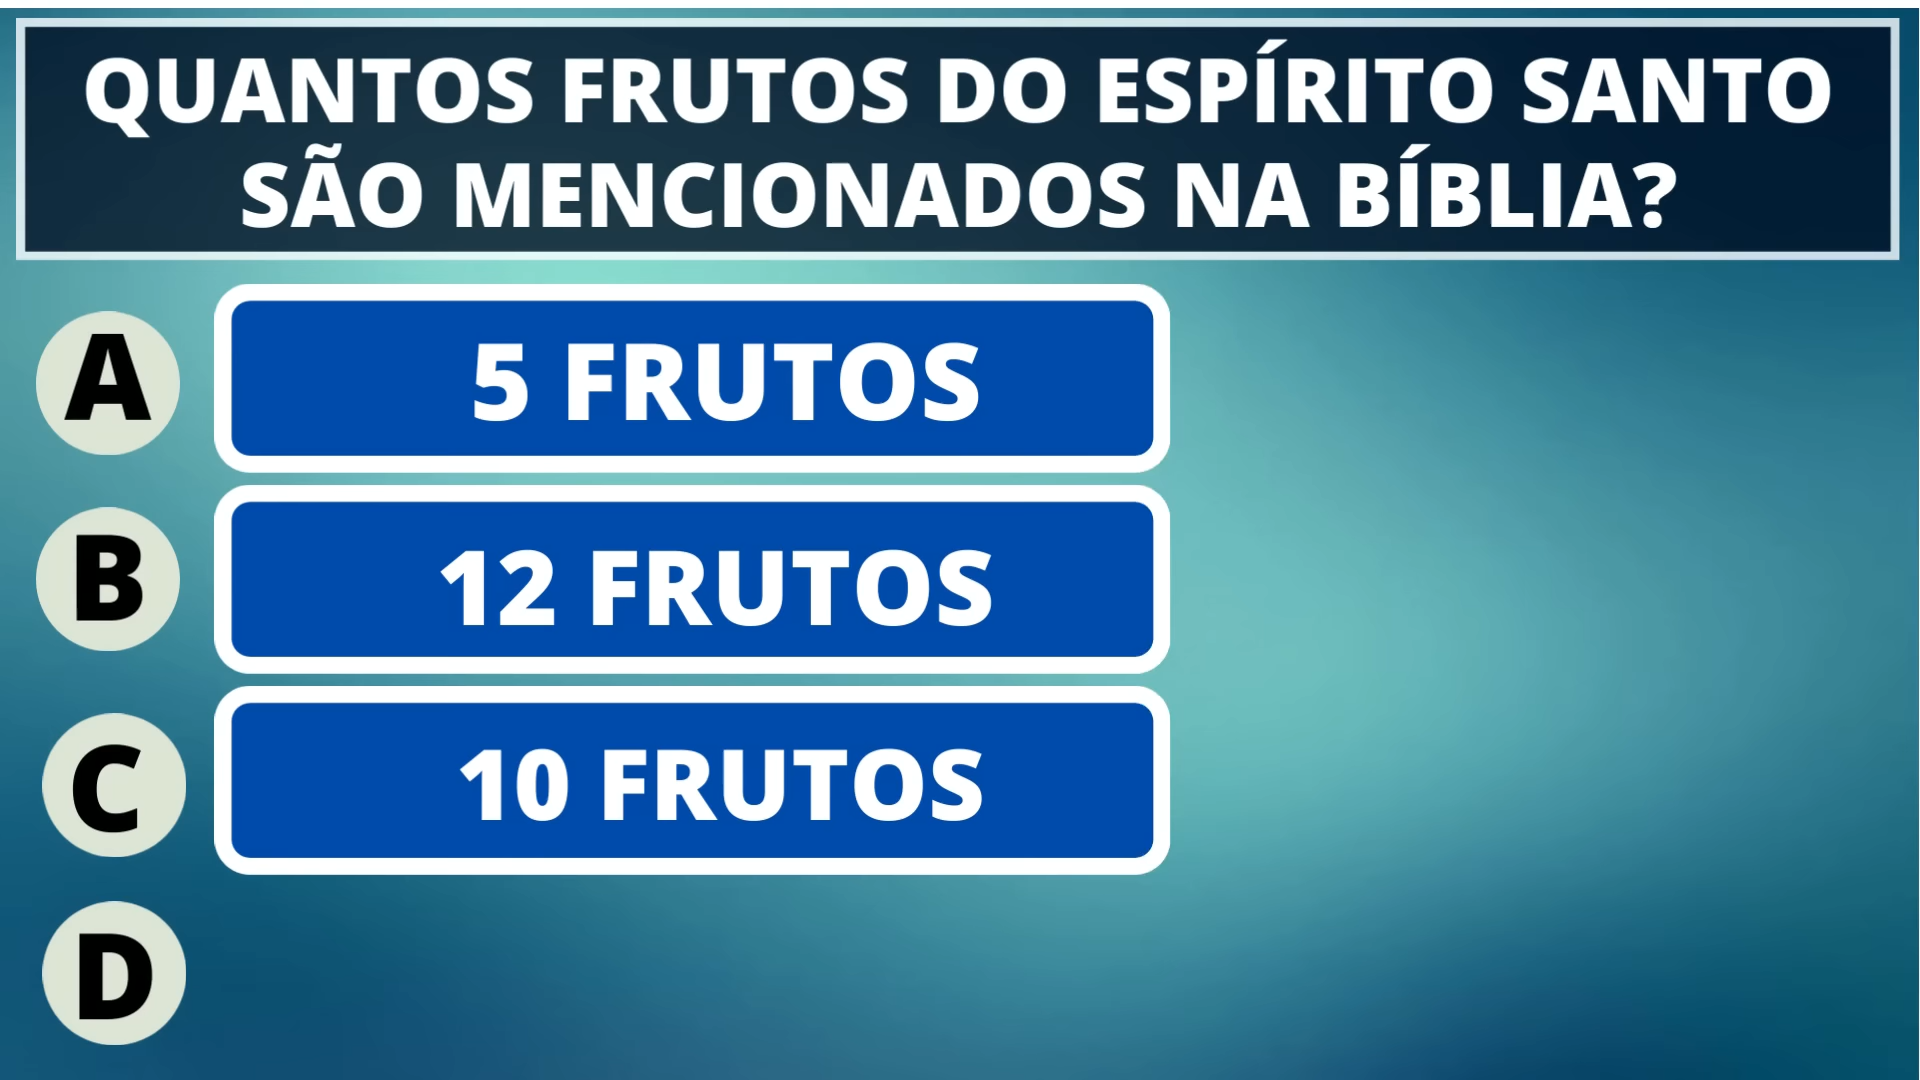 QUANTOS FRUTOS DO ESPÍRITO SANTO
SÃO MENCIONADOS NA BÍBLIA?
A
5 FRUTOS
B
12 FRUTOS
C
10 FRUTOS
D